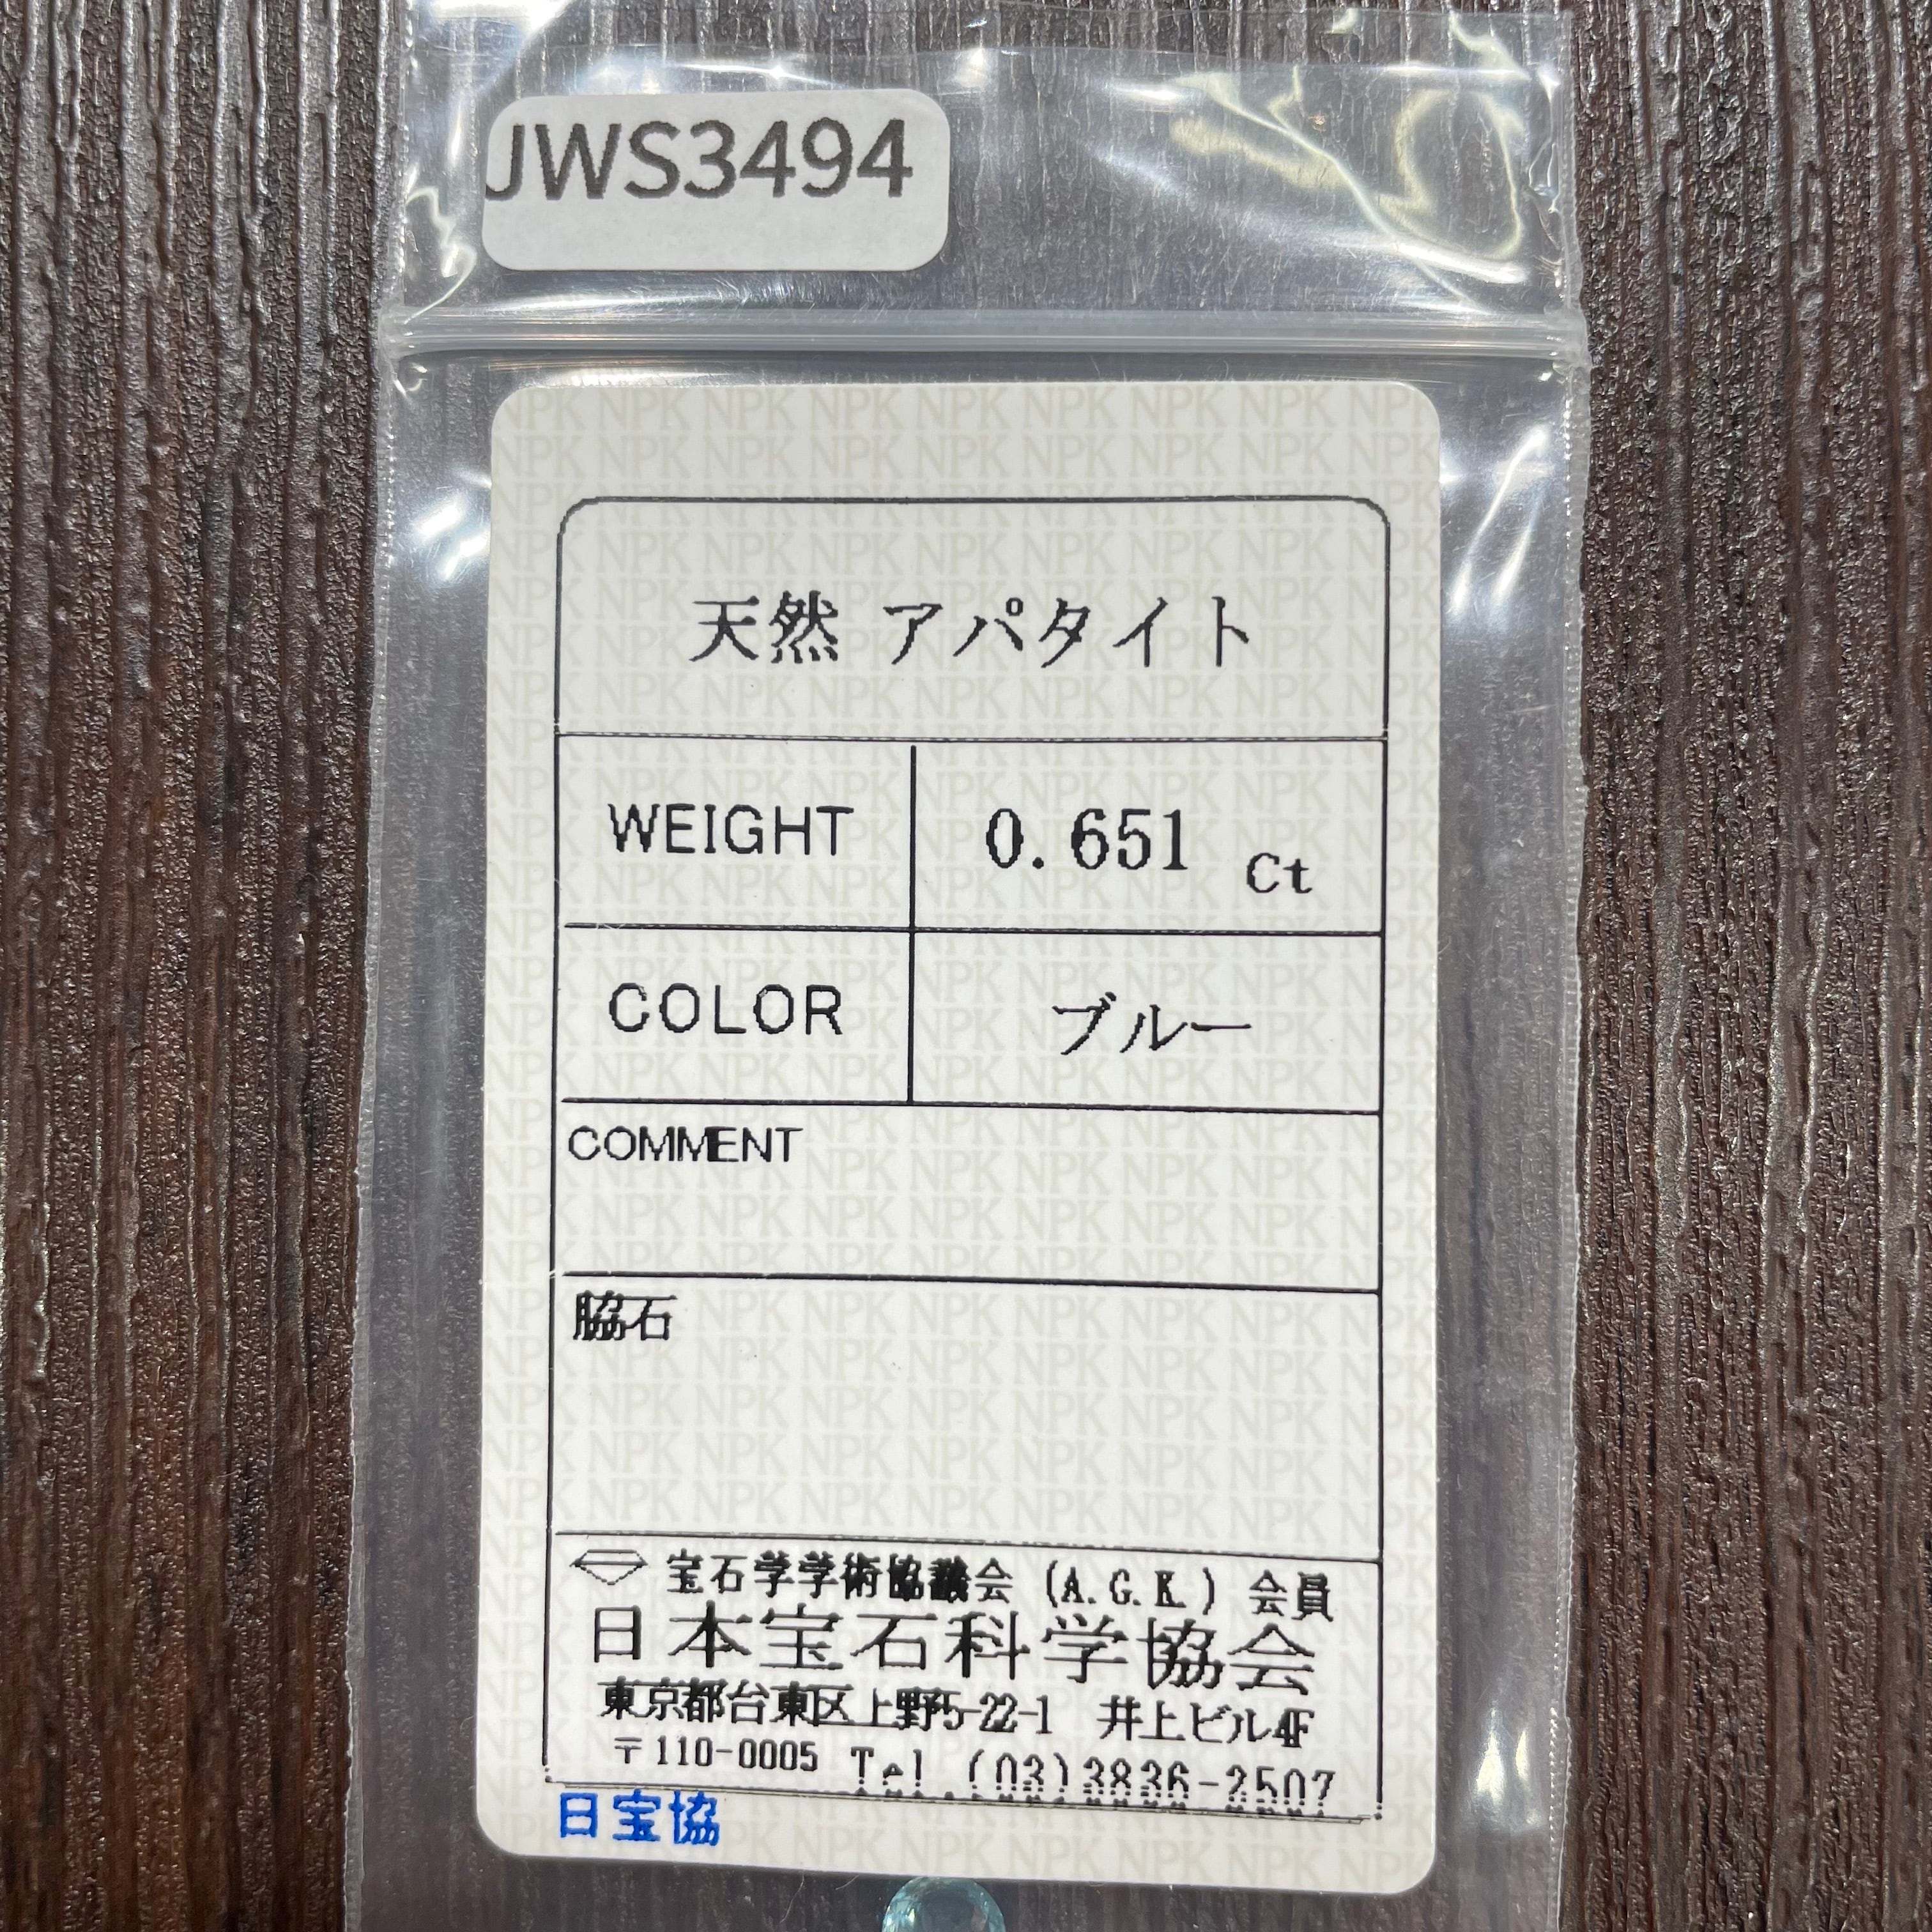 JWS3494
天然 アパタイト
WEIGHT 0.651 Ct
COLOR ブルー
COMMENT
脇石
宝石学学術協議会 (A.G.K.) 会員
日本宝石科学協会
東京都台東区上野5-22-1 井上ビル4F
〒110-0005 Tel.(03)3836-2507
日宝協